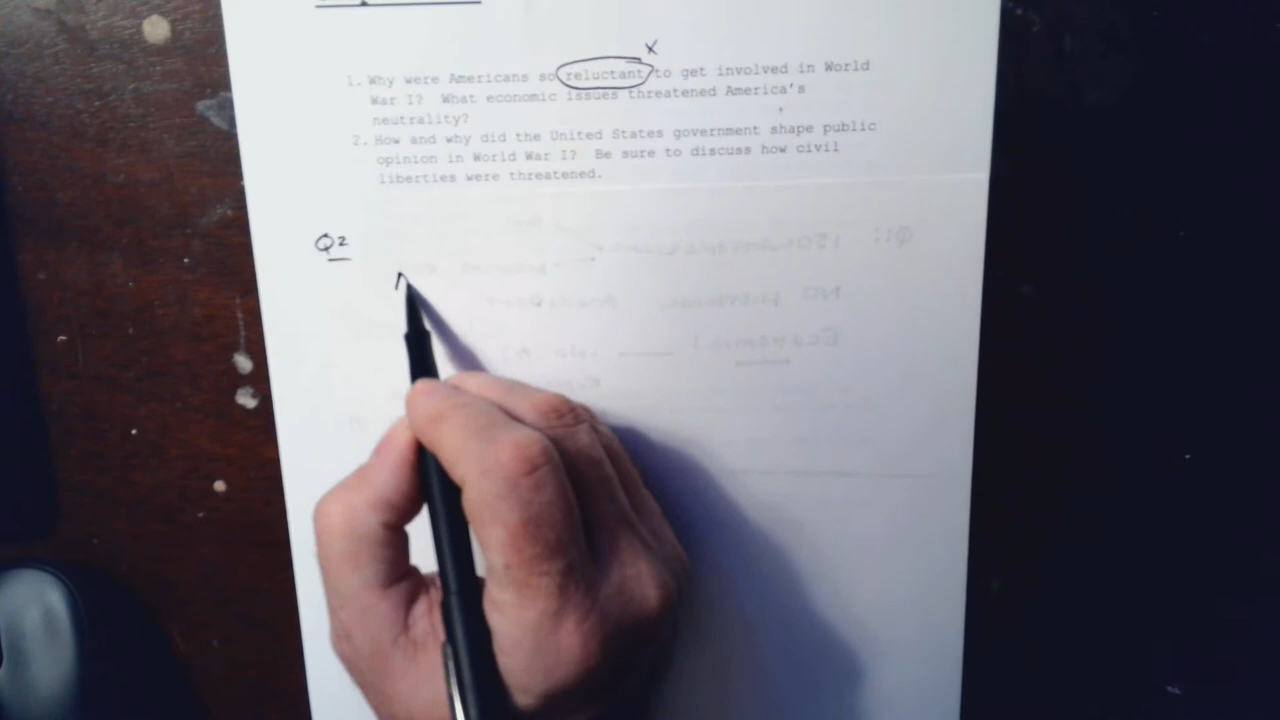 x
1. Why were Americans so reluctant to get involved in World
War I? What economic issues threatened America's
neutrality?
2. How and why did the United States government shape public
opinion in World War I? Be sure to discuss how civil
liberties were threatened.
Q2